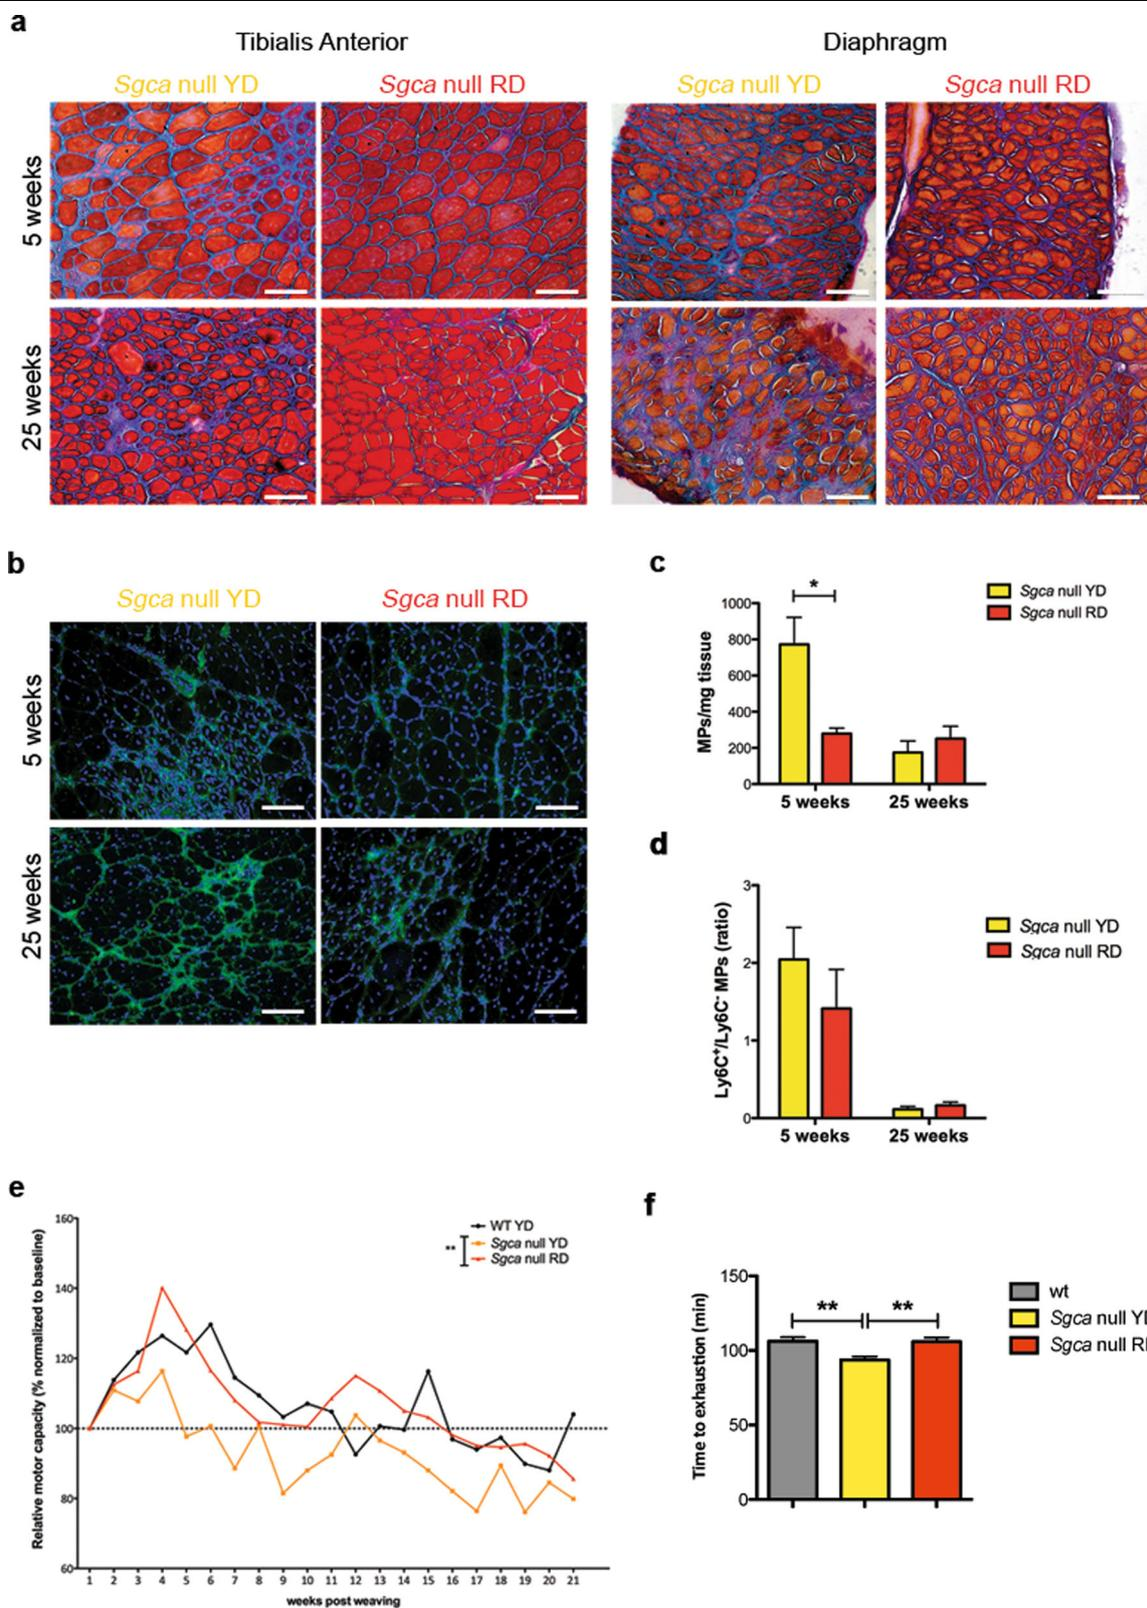 a
Tibialis Anterior
Diaphragm
Sgca null YD
Sgca null RD
Sgca null YD
Sgca null RD
5 weeks
25 weeks
b
Sgca null YD
Sgca null RD
5 weeks
25 weeks
c
MPs/mg tissue
1000
800
600
400
200
0
*
5 weeks
25 weeks
Sgca null YD
Sgca null RD
d
Ly6C+/Ly6C- MPs (ratio)
3
2
1
0
5 weeks
25 weeks
Sgca null YD
Sgca null RD
e
Relative motor capacity (% normalized to baseline)
160
140
120
100
80
60
WT YD
** Sgca null YD
Sgca null RD
1 2 3 4 5 6 7 8 9 10 11 12 13 14 15 16 17 18 19 20 21
weeks post weaving
f
Time to exhaustion (min)
150
100
50
0
** **
wt
Sgca null YD
Sgca null RD